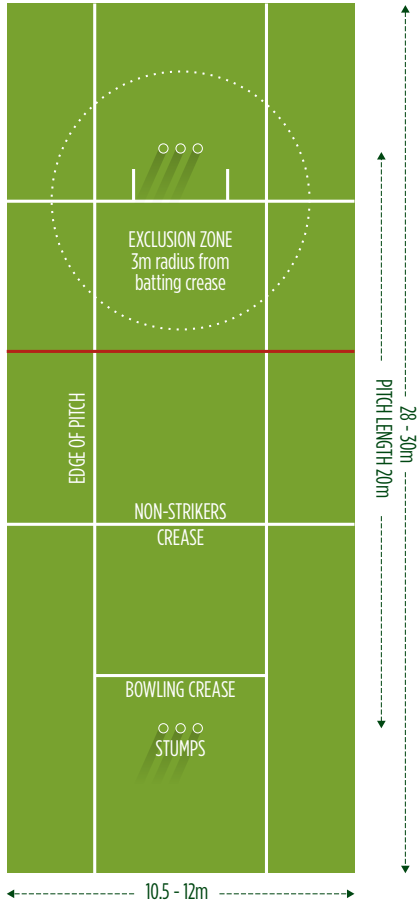 EXCLUSION ZONE
3m radius from
batting crease
EDGE OF PITCH
PITCH LENGTH 20m
28 - 30m
NON-STRIKERS
CREASE
BOWLING CREASE
STUMPS
10.5 - 12m